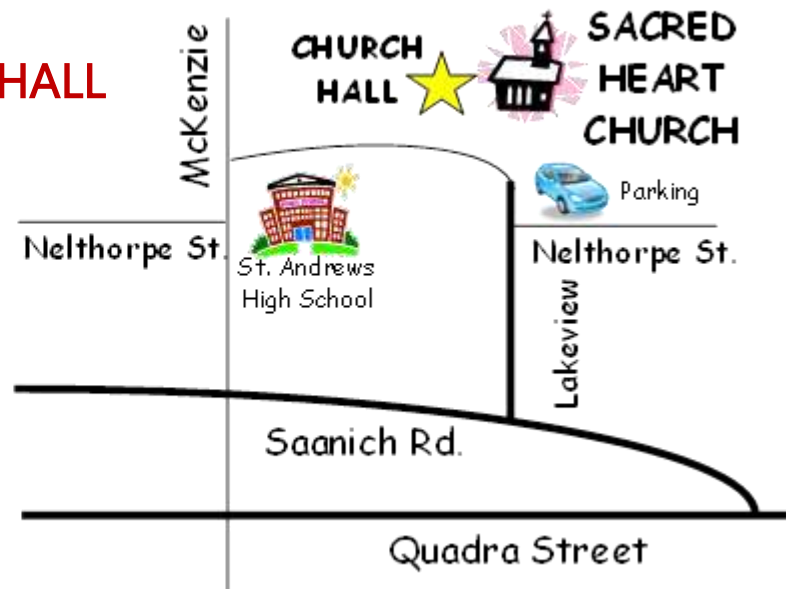 HALL
McKenzie
CHURCH
HALL
SACRED
HEART
CHURCH
Parking
Nelthorpe St.
St. Andrews
High School
Nelthorpe St.
Lakeview
Saanich Rd.
Quadra Street